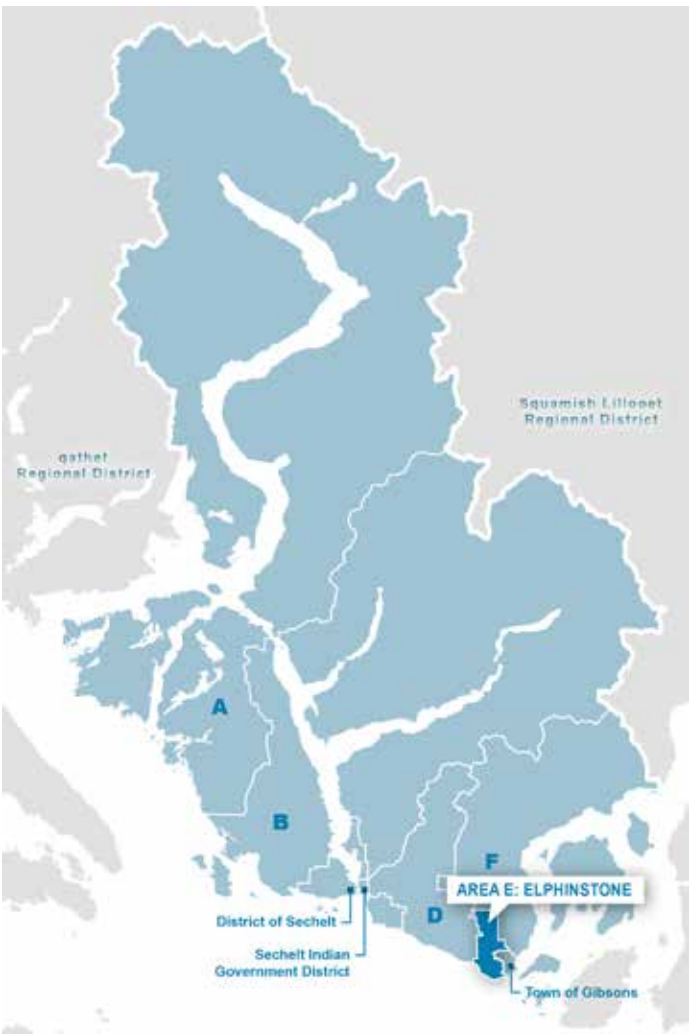 Squamish Lillooet
Regional District
qathet
Regional District
A
B
F
AREA E: ELPHINSTONE
D
District of Sechelt
Sechelt Indian
Government District
Town of Gibsons